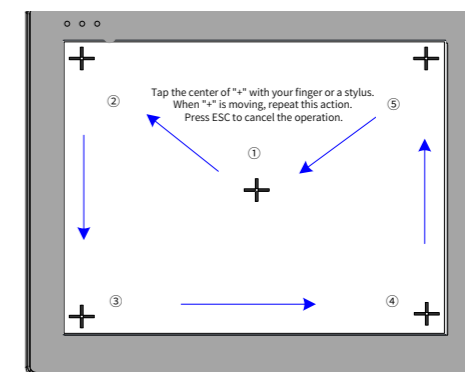 Tap the center of "+" with your finger or a stylus.
When "+" is moving, repeat this action.
Press ESC to cancel the operation.
②
⑤
①
③
④